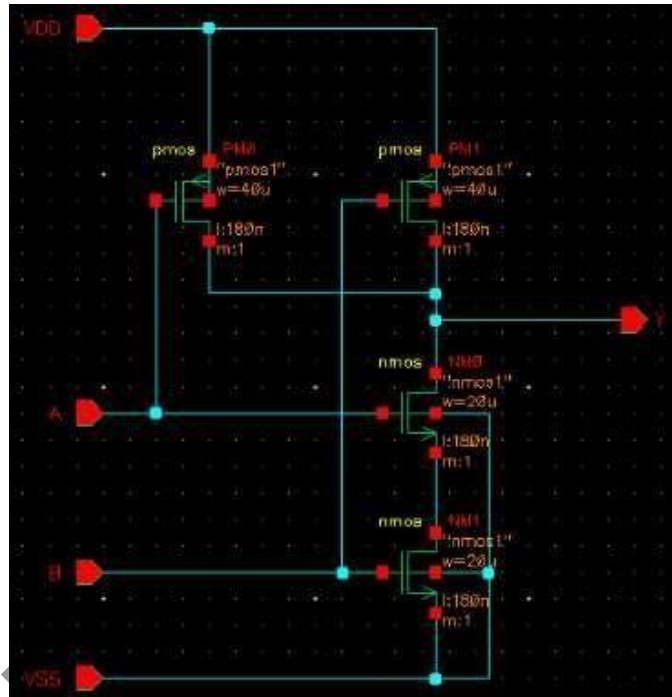 VDD
pmos PM0
"pmos1"
w=40u
l:180n
m:1
pmos PM1
"pmos1"
w=40u
l:180n
m:1
Y
nmos NM0
"nmos1"
w=20u
l:180n
m:1
A
nmos NM1
"nmos1"
w=20u
l:180n
m:1
B
VSS